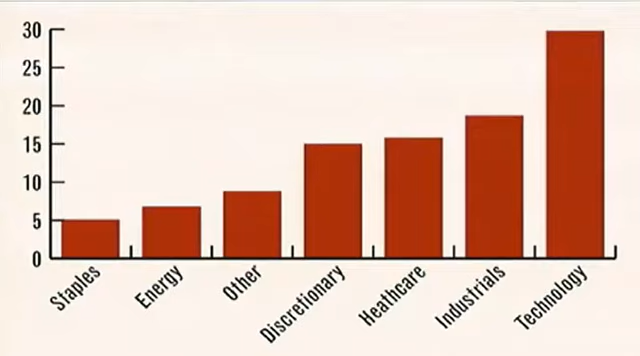 30
25
20
15
10
5
0
Staples
Energy
Other
Discretionary
Heathcare
Industrials
Technology